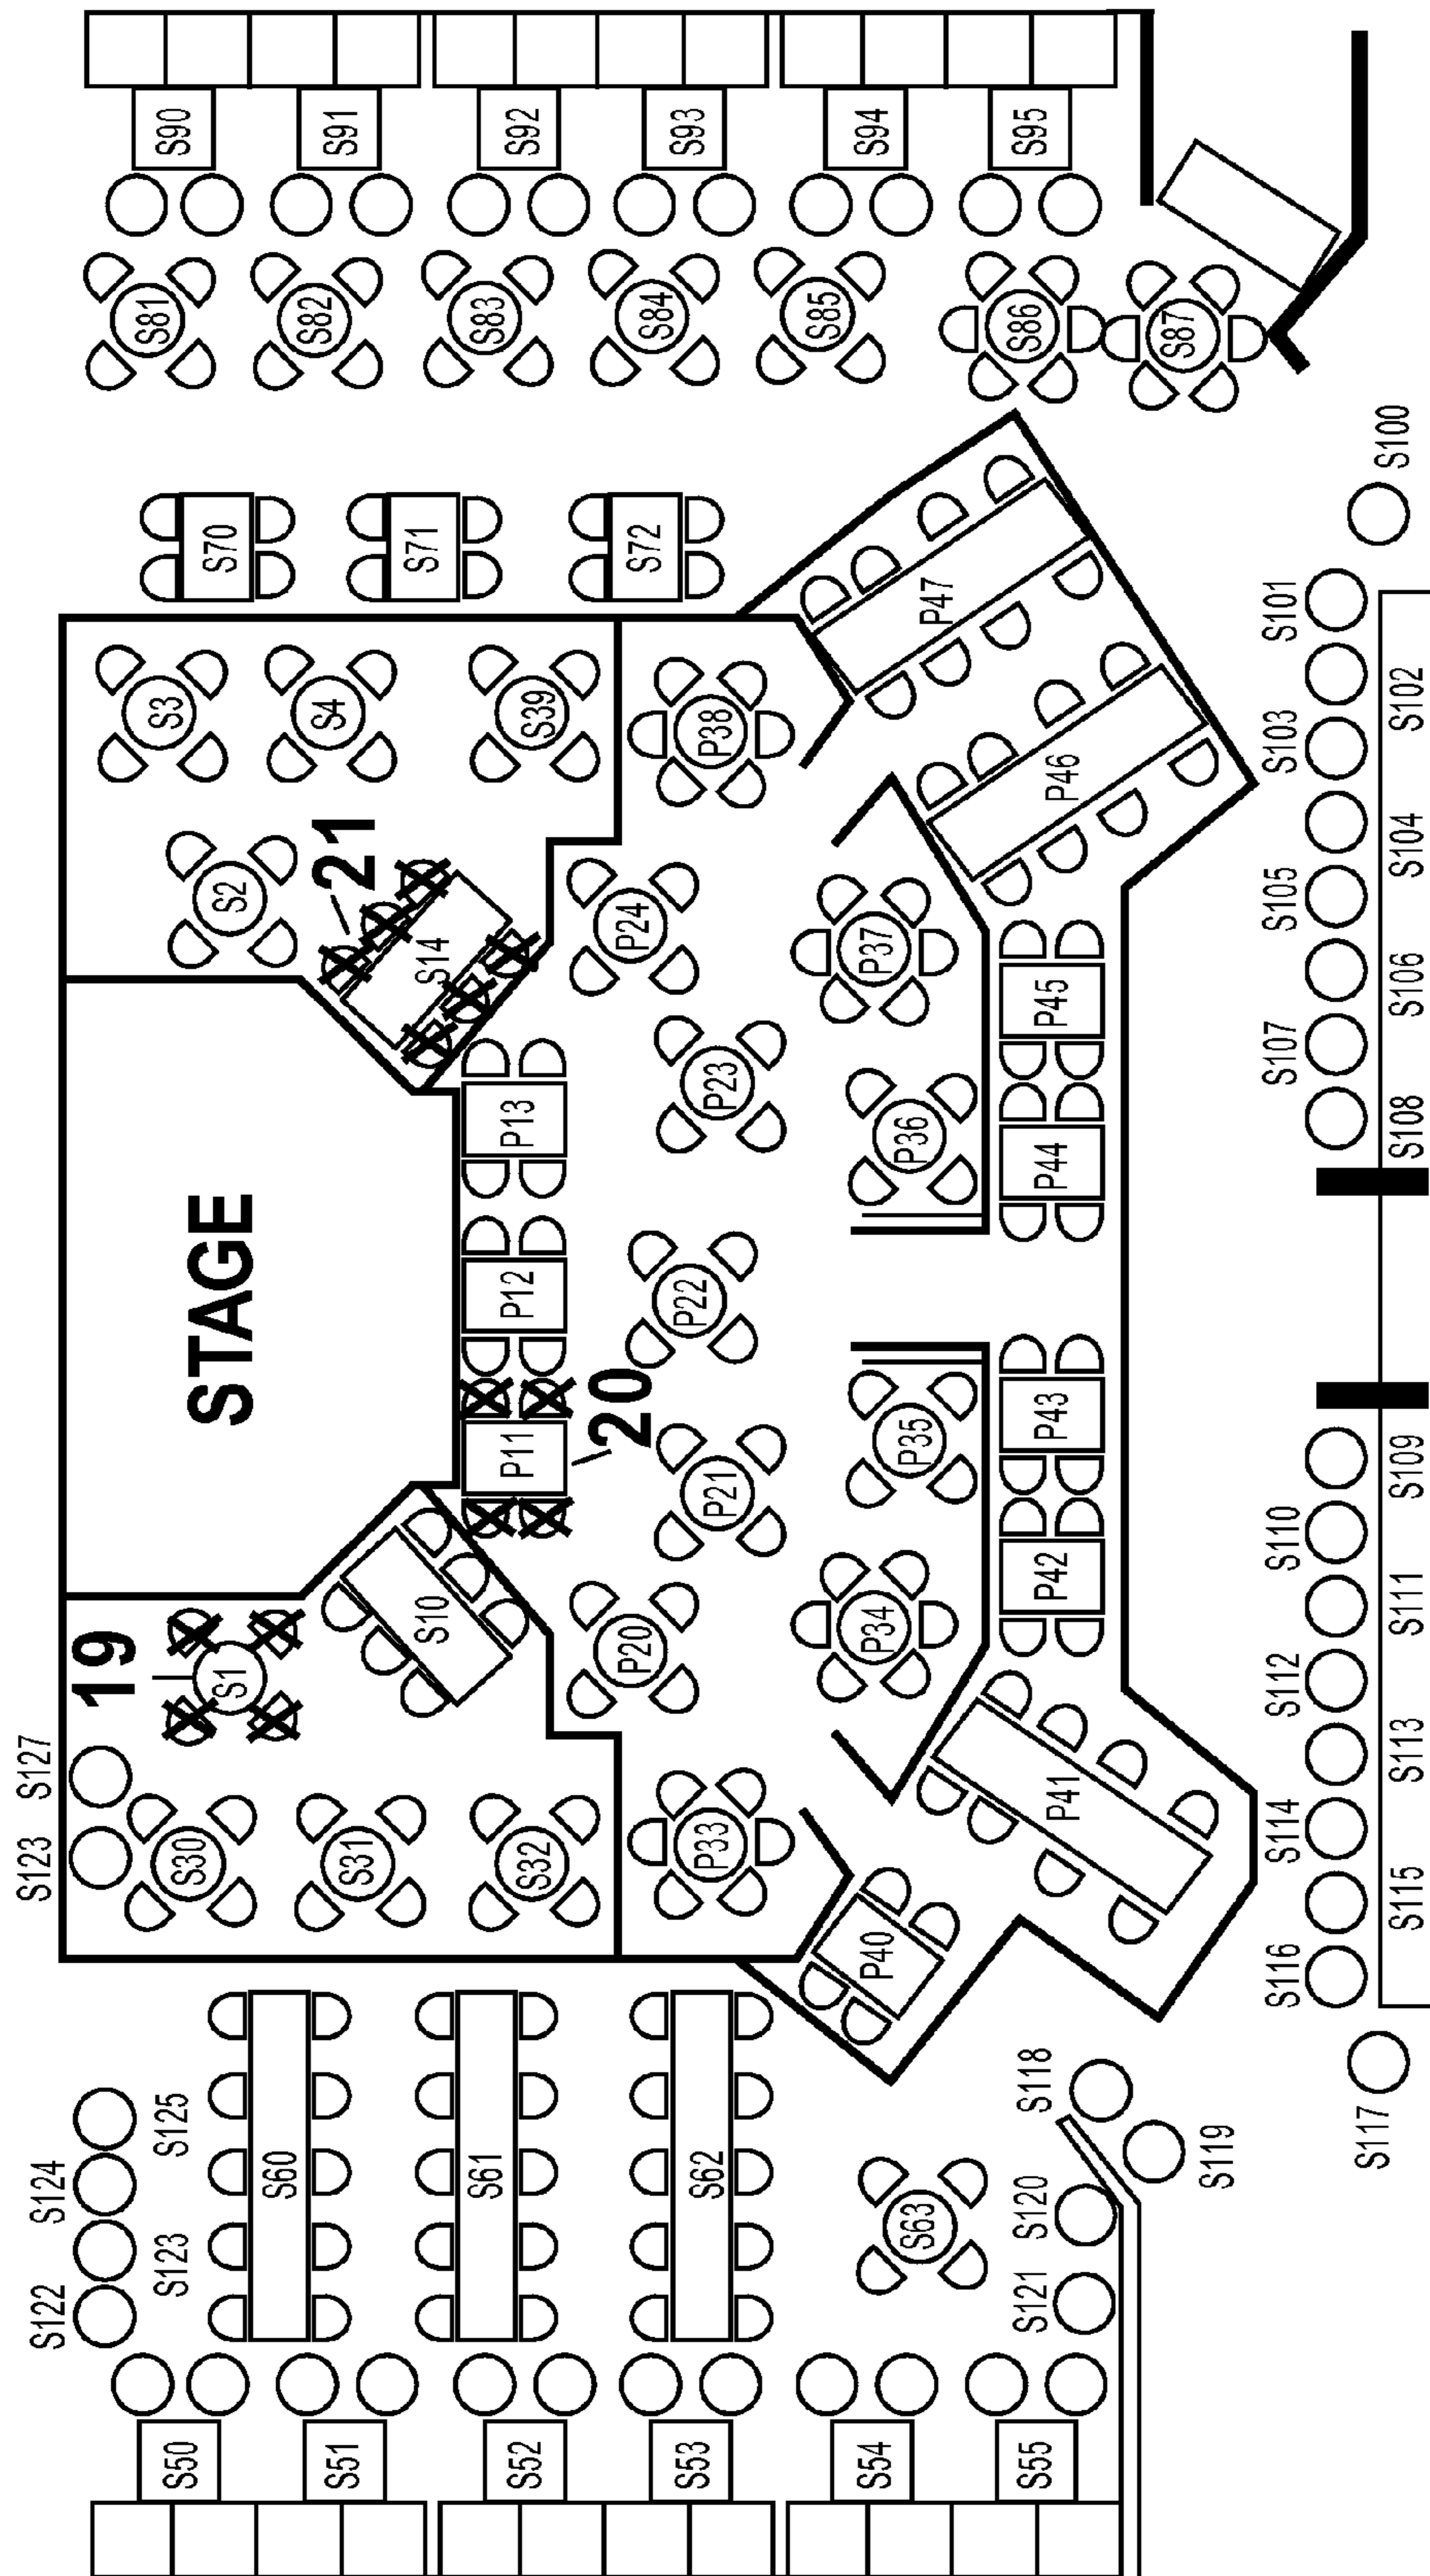 S122
S124
S123
S127
19
S123
S125
S50
S60
S30
S1
STAGE
S2
S3
S70
S81
S90
S51
S61
S31
S10
21
S14
S4
S71
S82
S91
S52
S32
P11
P12
P13
S39
S83
S92
20
S53
S62
P33
P20
P21
P22
P23
P24
P38
S72
S84
S93
S54
S63
P40
P34
P35
P36
P37
P47
S85
S94
S55
S121
S120
S118
P41
P42
P43
P44
P45
P46
S86
S95
S87
S119
S116
S114
S112
S110
S107
S105
S103
S101
S117
S115
S113
S111
S109
S108
S106
S104
S102
S100